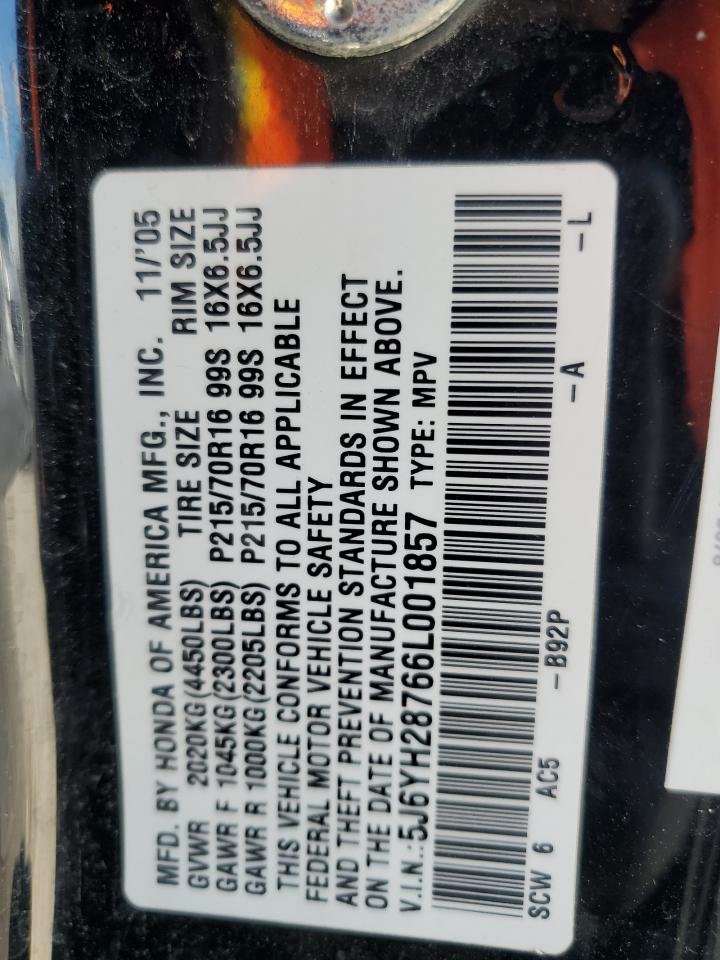 MFD. BY HONDA OF AMERICA MFG., INC. 11/'05
GVWR 2020KG(4450LBS) TIRE SIZE RIM SIZE
GAWR F 1045KG(2300LBS) P215/70R16 99S 16X6.5JJ
GAWR R 1000KG(2205LBS) P215/70R16 99S 16X6.5JJ
THIS VEHICLE CONFORMS TO ALL APPLICABLE
FEDERAL MOTOR VEHICLE SAFETY
AND THEFT PREVENTION STANDARDS IN EFFECT
ON THE DATE OF MANUFACTURE SHOWN ABOVE.
V.I.N.:5J6YH28766L001857 TYPE: MPV
SCW 6 AC5 -B92P -A -L